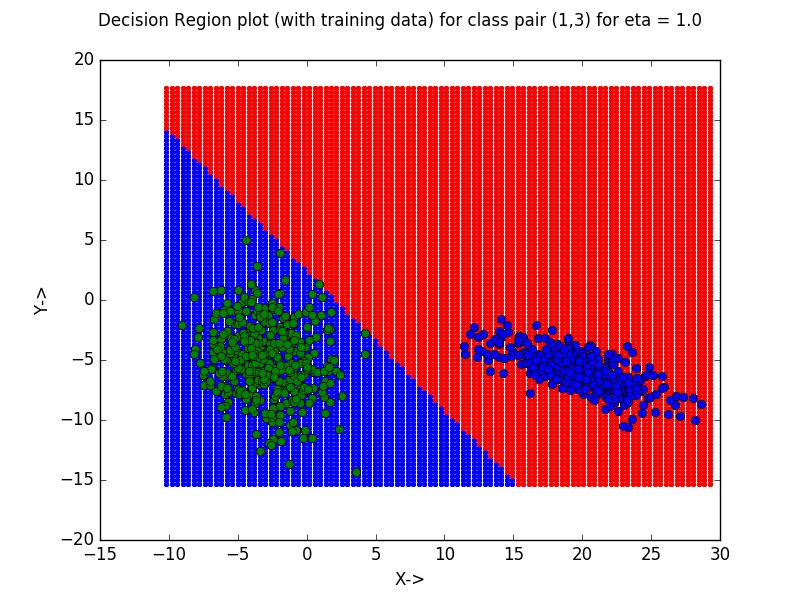 Decision Region plot (with training data) for class pair (1,3) for eta = 1.0
20
15
10
5
0
−5
−10
−15
−20
Y->
−15 −10 −5 0 5 10 15 20 25 30
X->